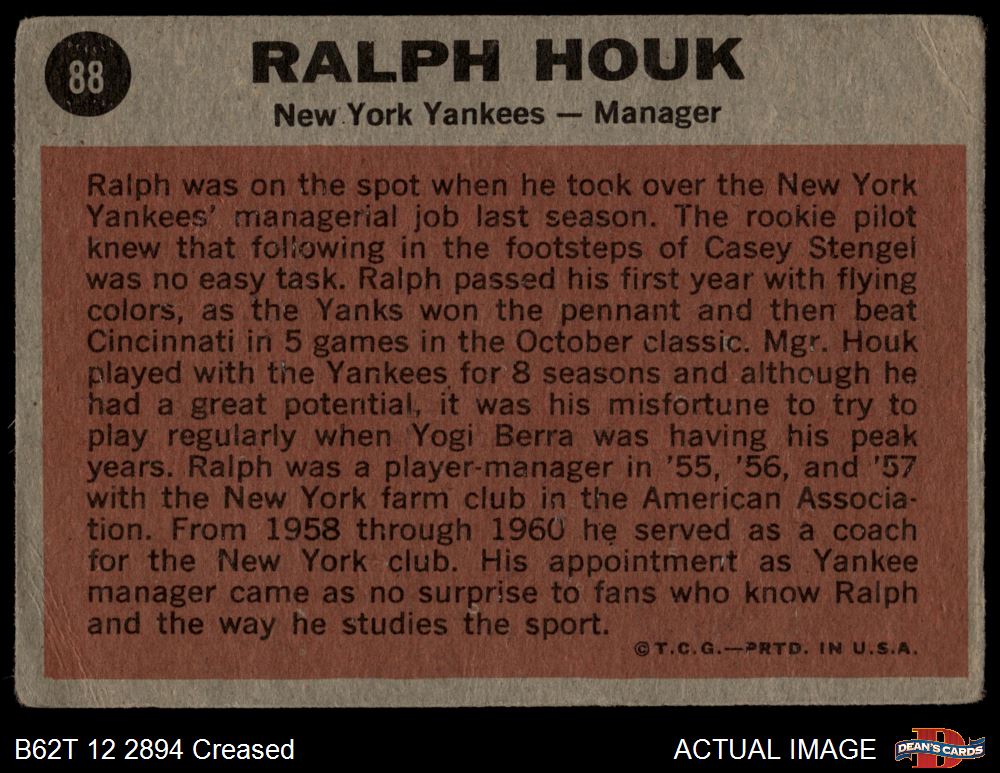 88
RALPH HOUK
New York Yankees — Manager
Ralph was on the spot when he took over the New York
Yankees' managerial job last season. The rookie pilot
knew that following in the footsteps of Casey Stengel
was no easy task. Ralph passed his first year with flying
colors, as the Yanks won the pennant and then beat
Cincinnati in 5 games in the October classic. Mgr. Houk
played with the Yankees for 8 seasons and although he
had a great potential, it was his misfortune to try to
play regularly when Yogi Berra was having his peak
years. Ralph was a player-manager in '55, '56, and '57
with the New York farm club in the American Associa-
tion. From 1958 through 1960 he served as a coach
for the New York club. His appointment as Yankee
manager came as no surprise to fans who know Ralph
and the way he studies the sport.
©T.C.G.—PRTD. IN U.S.A.
B62T 12 2894 Creased
ACTUAL IMAGE
DEAN'S CARDS